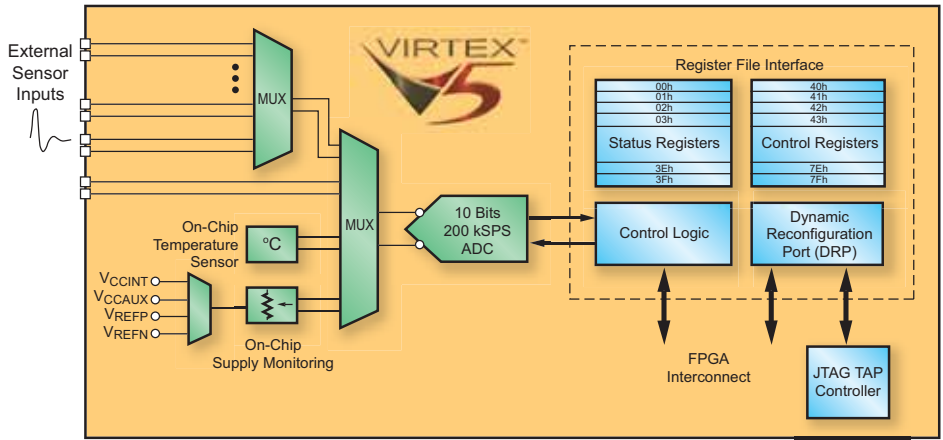 External
Sensor
Inputs
MUX
VIRTEX™
5
Register File Interface
00h
01h
02h
03h
Status Registers
3Eh
3Fh
40h
41h
42h
43h
Control Registers
7Eh
7Fh
MUX
10 Bits
200 kSPS
ADC
Control Logic
Dynamic
Reconfiguration
Port (DRP)
On-Chip
Temperature
Sensor
°C
VCCINT
VCCAUX
VREFP
VREFN
On-Chip
Supply Monitoring
FPGA
Interconnect
JTAG TAP
Controller